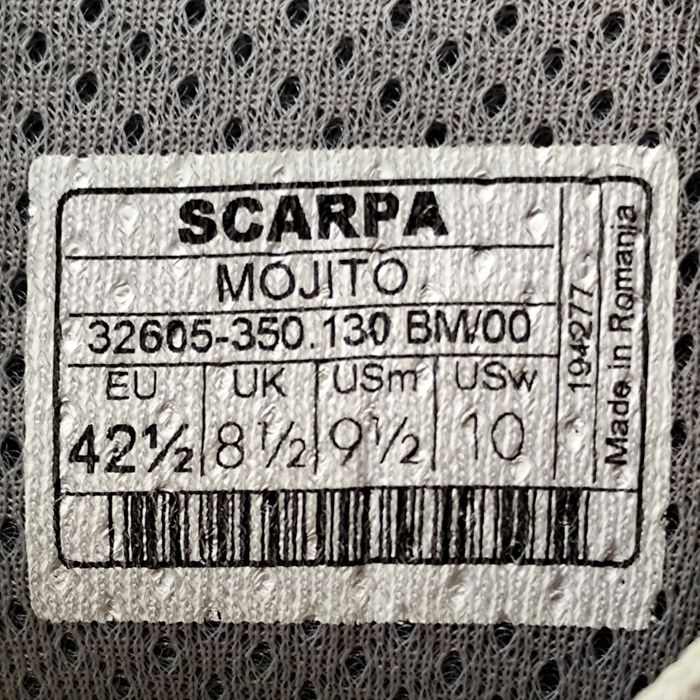 SCARPA
MOJITO
32605-350.130 BM/00
EU UK USm USw
42½ 8½ 9½ 10
194277
Made in Romanja